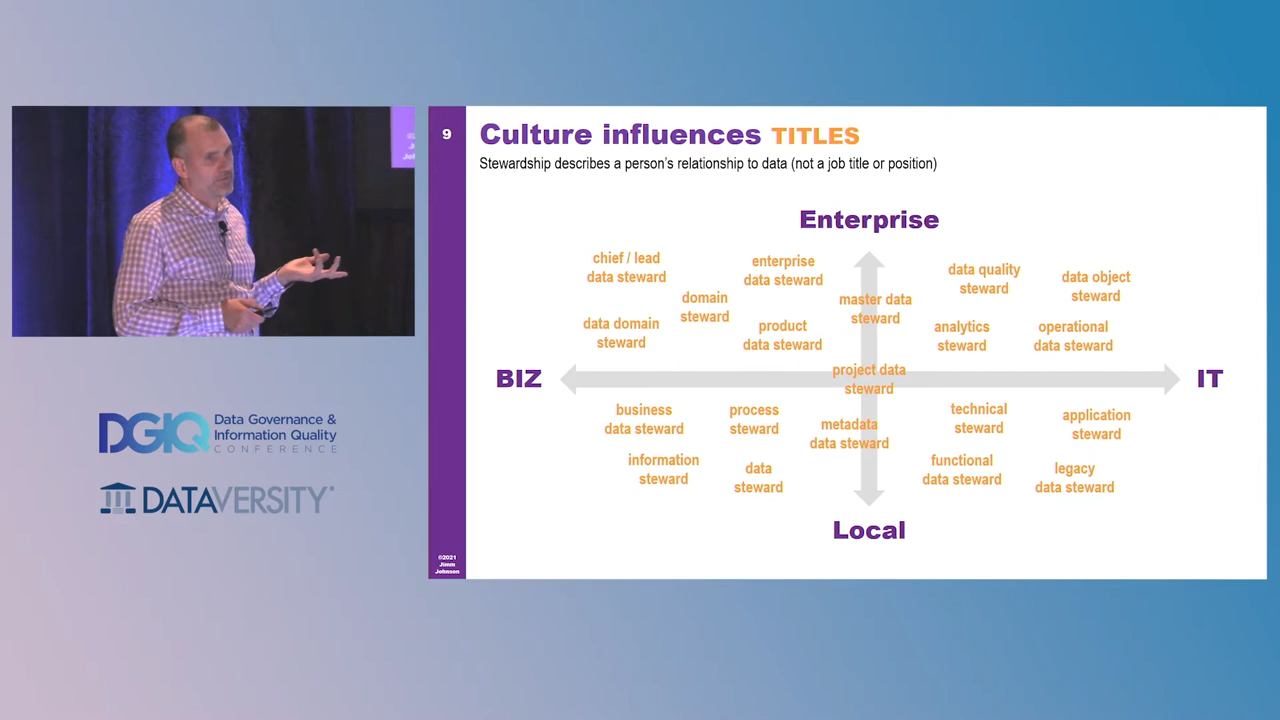 9
Culture influences TITLES
Stewardship describes a person's relationship to data (not a job title or position)
Enterprise
chief / lead
data steward
enterprise
data steward
data quality
steward
data object
steward
domain
steward
master data
steward
data domain
steward
product
data steward
analytics
steward
operational
data steward
BIZ
project data
steward
IT
business
data steward
process
steward
metadata
data steward
technical
steward
application
steward
information
steward
data
steward
functional
data steward
legacy
data steward
Local
©2021
Jimm
Johnson
DGIQ
Data Governance &
Information Quality
CONFERENCE
DATAVERSITY